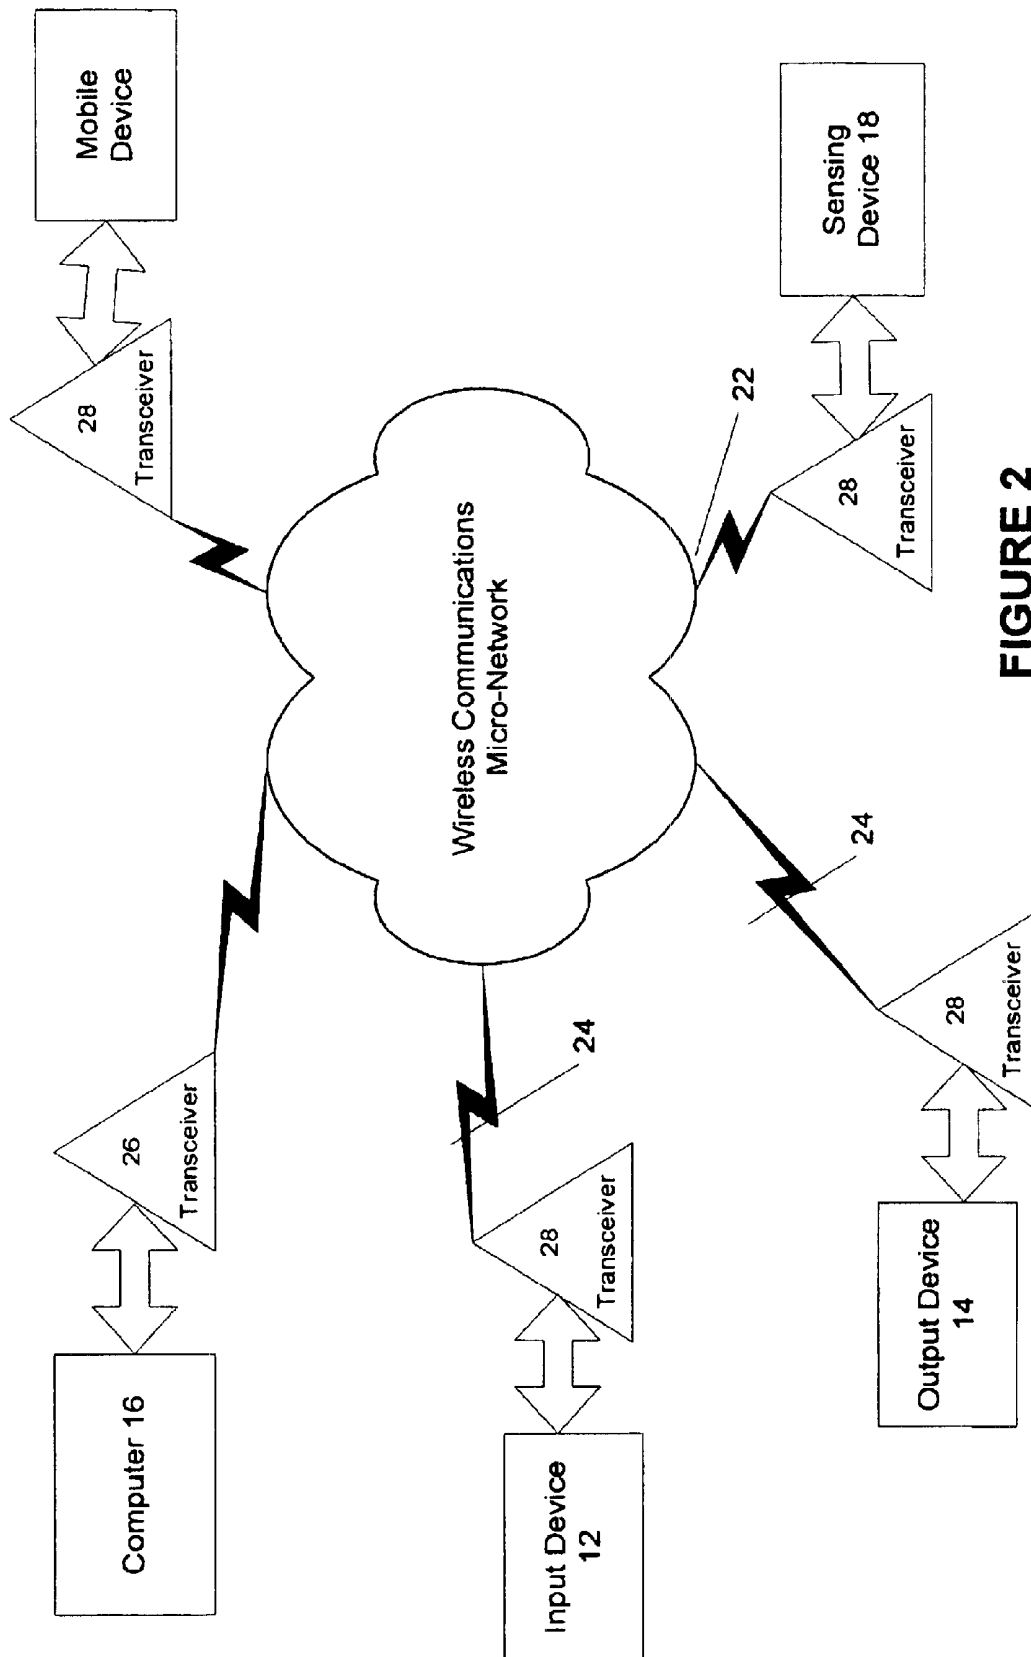 Computer 16
26
Transceiver
28
Transceiver
Mobile
Device
Input Device
12
28
Transceiver
24
Wireless Communications
Micro-Network
Output Device
14
28
Transceiver
24
22
28
Transceiver
Sensing
Device 18
FIGURE 2